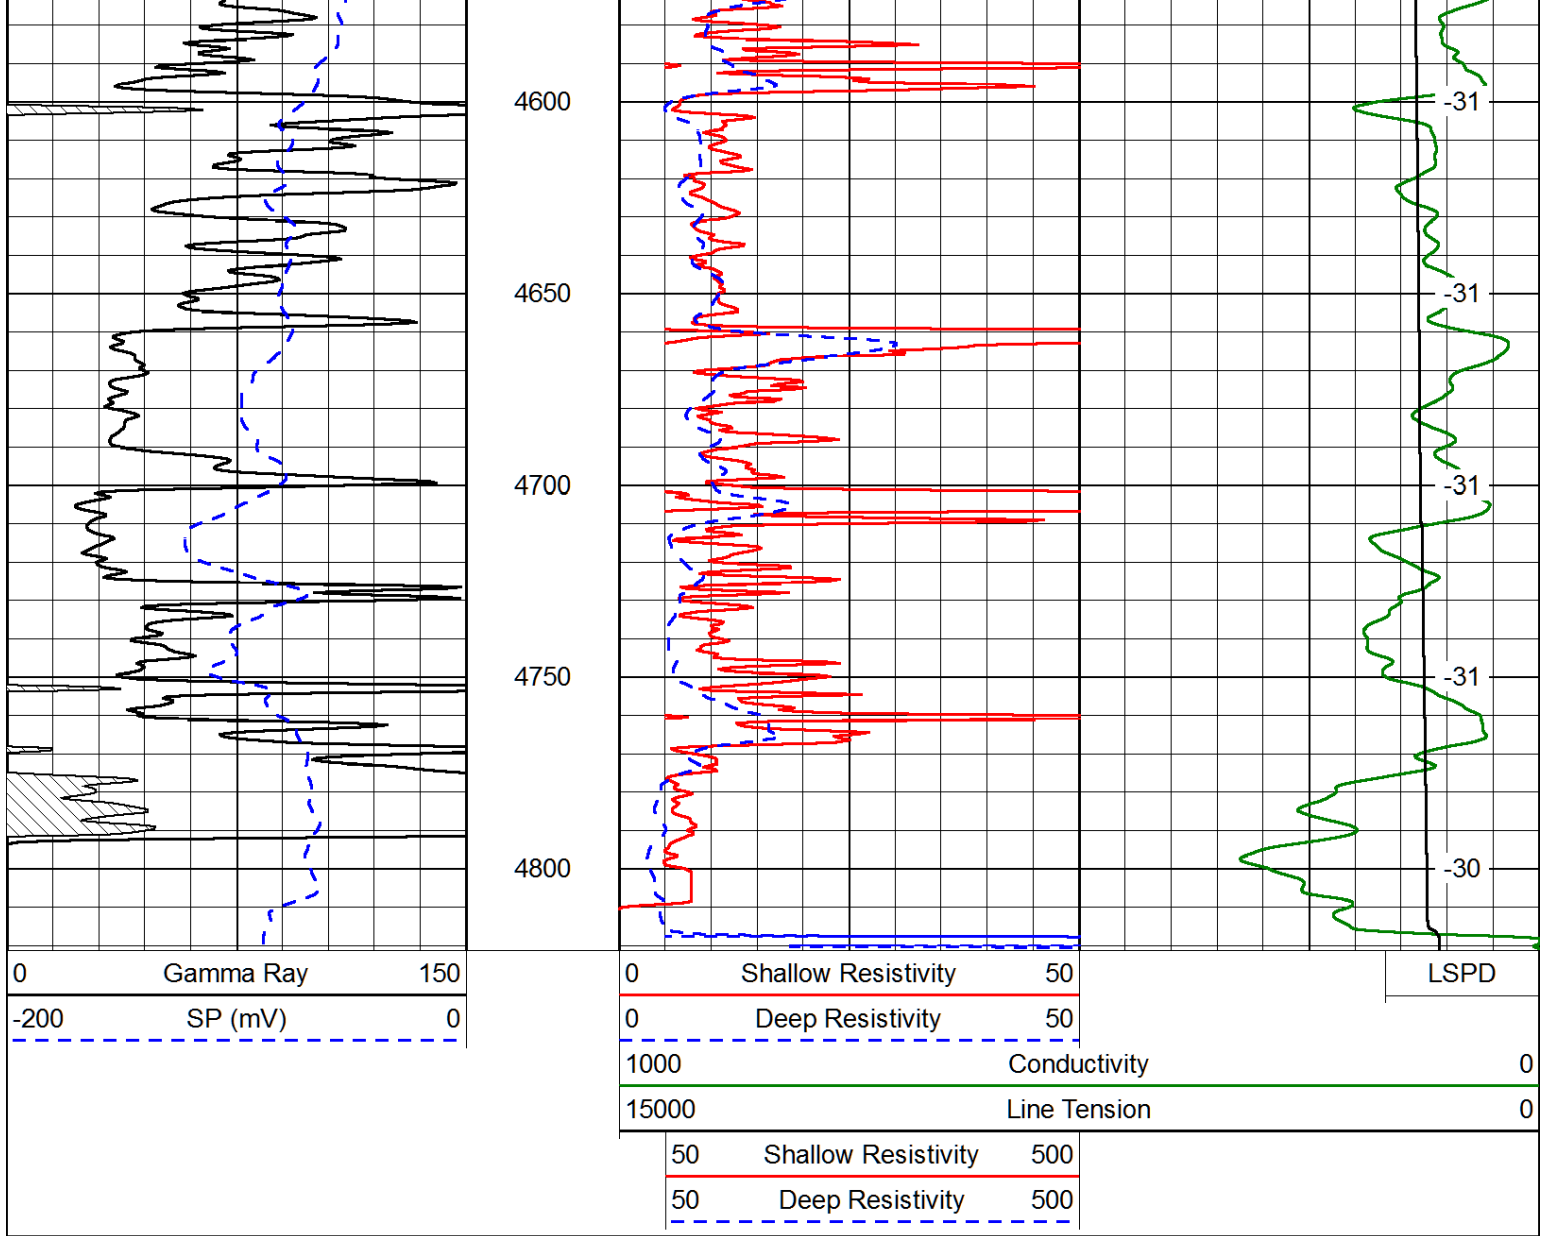 4600 -31
4650 -31
4700 -31
4750 -31
4800 -30
0 Gamma Ray 150 0 Shallow Resistivity 50 LSPD
-200 SP (mV) 0 0 Deep Resistivity 50
1000 Conductivity 0
15000 Line Tension 0
50 Shallow Resistivity 500
50 Deep Resistivity 500